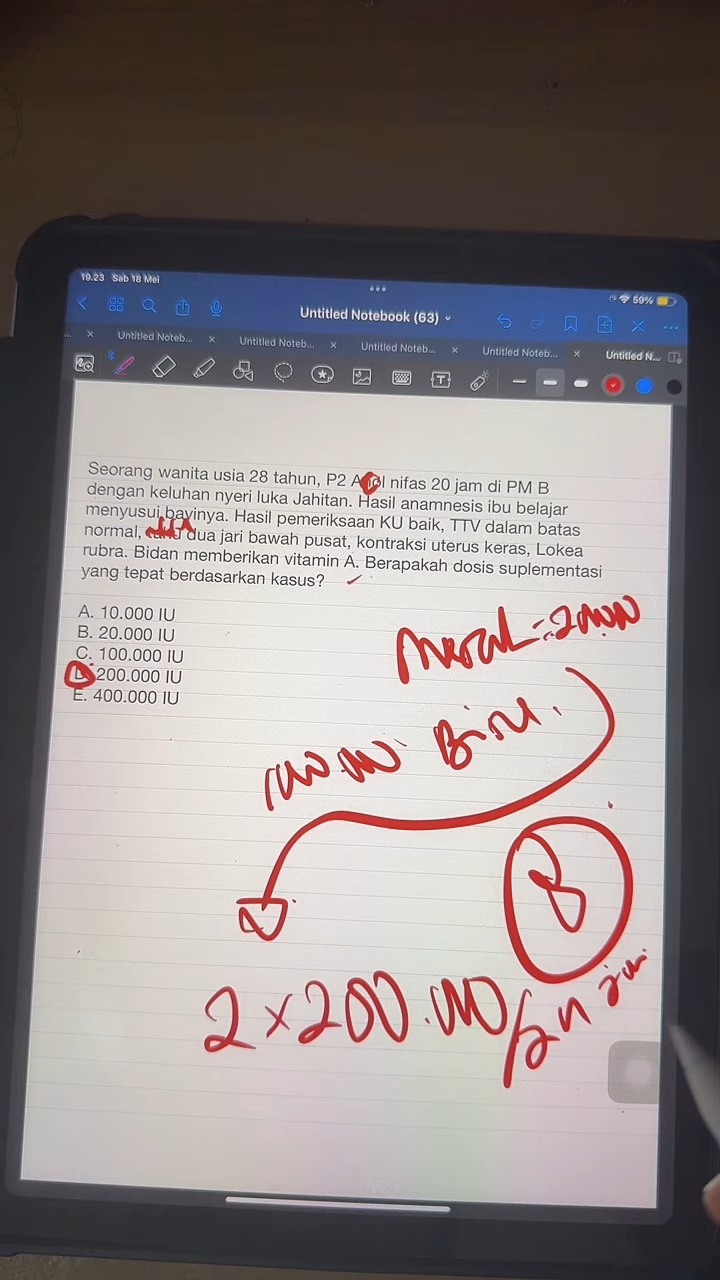 19.23 Sab 18 Mei
59%
Untitled Notebook (63)
Untitled Noteb...
Untitled Noteb...
Untitled Noteb...
Untitled Noteb...
Untitled N...
Seorang wanita usia 28 tahun, P2 A0 nifas 20 jam di PM B
dengan keluhan nyeri luka Jahitan. Hasil anamnesis ibu belajar
menyusui bayinya. Hasil pemeriksaan KU baik, TTV dalam batas
normal, dua jari bawah pusat, kontraksi uterus keras, Lokea
rubra. Bidan memberikan vitamin A. Berapakah dosis suplementasi
yang tepat berdasarkan kasus?
A. 10.000 IU
B. 20.000 IU
C. 100.000 IU
D 200.000 IU
E. 400.000 IU
Merah =
Biru.
B
2 x 200.000 / 24 jam